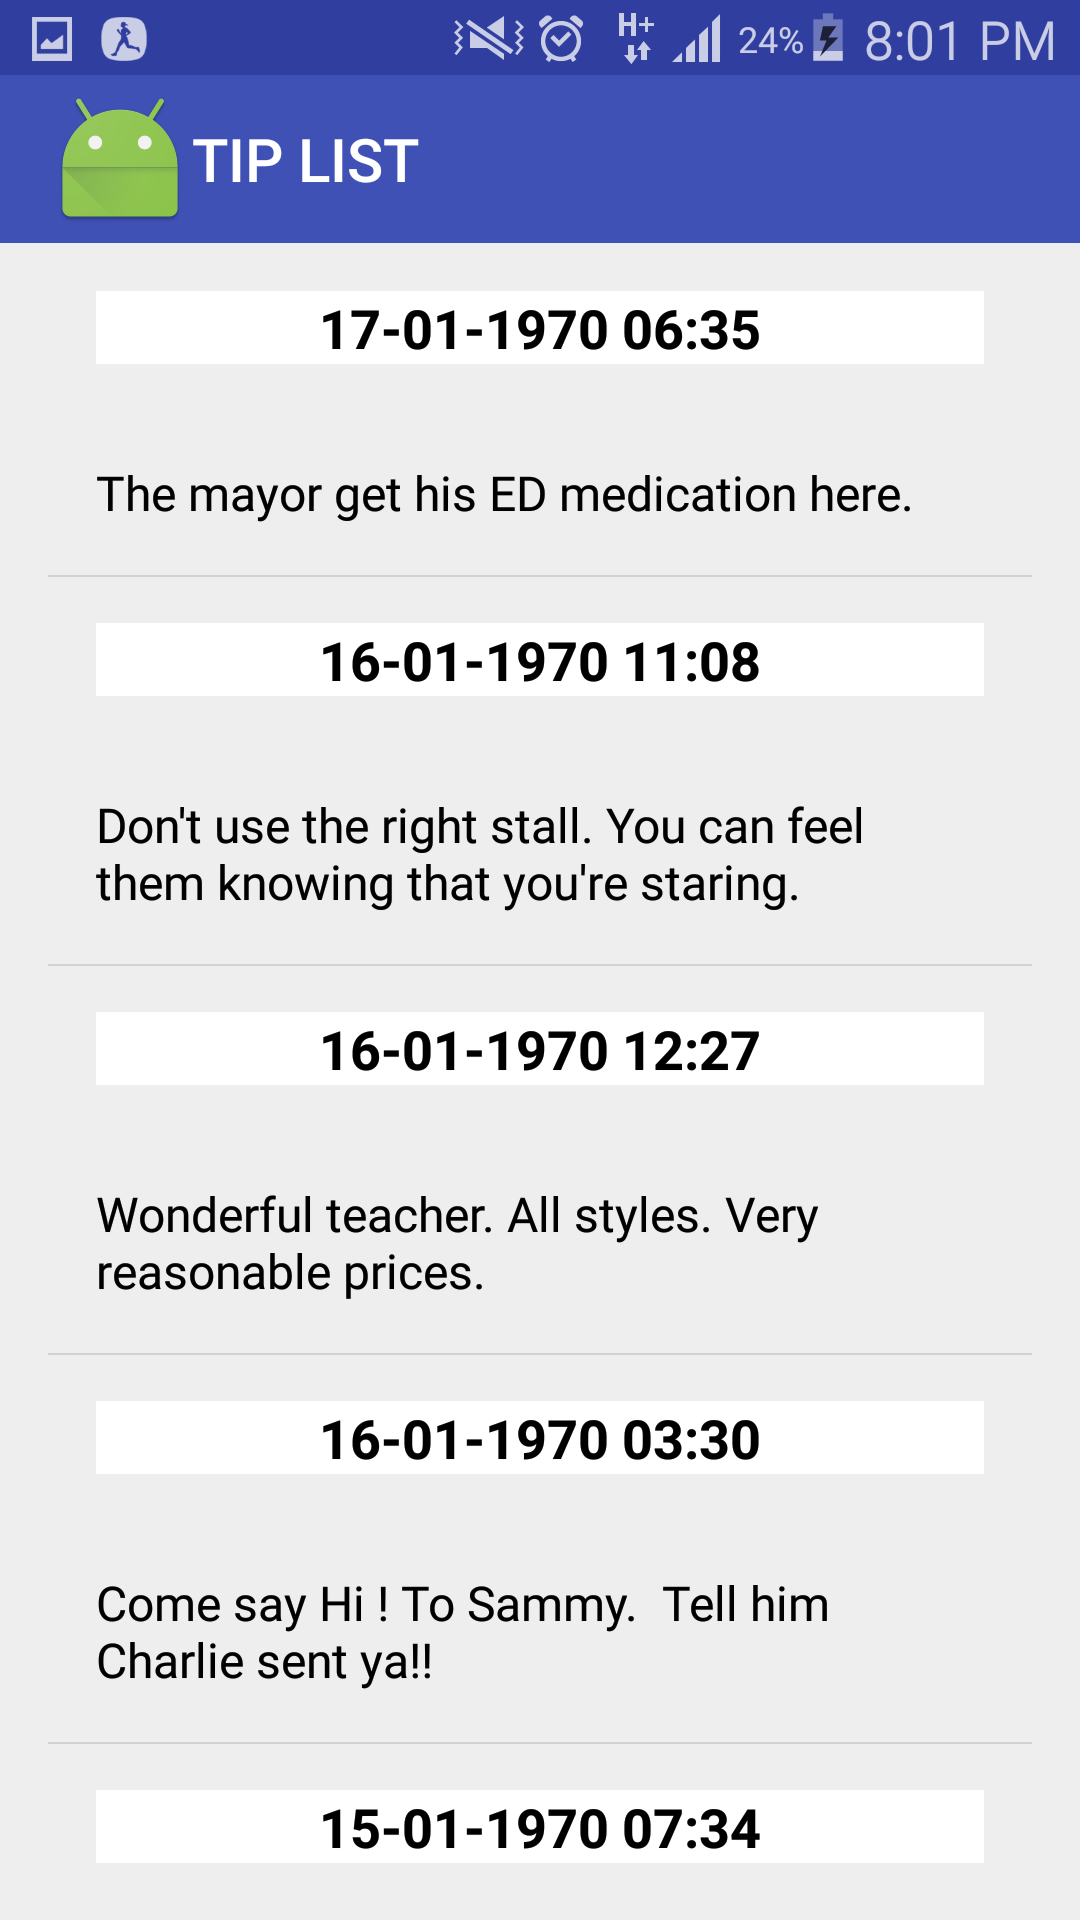 H+ 24% 8:01 PM
TIP LIST
17-01-1970 06:35
The mayor get his ED medication here.
16-01-1970 11:08
Don't use the right stall. You can feel
them knowing that you're staring.
16-01-1970 12:27
Wonderful teacher. All styles. Very
reasonable prices.
16-01-1970 03:30
Come say Hi ! To Sammy.  Tell him
Charlie sent ya!!
15-01-1970 07:34